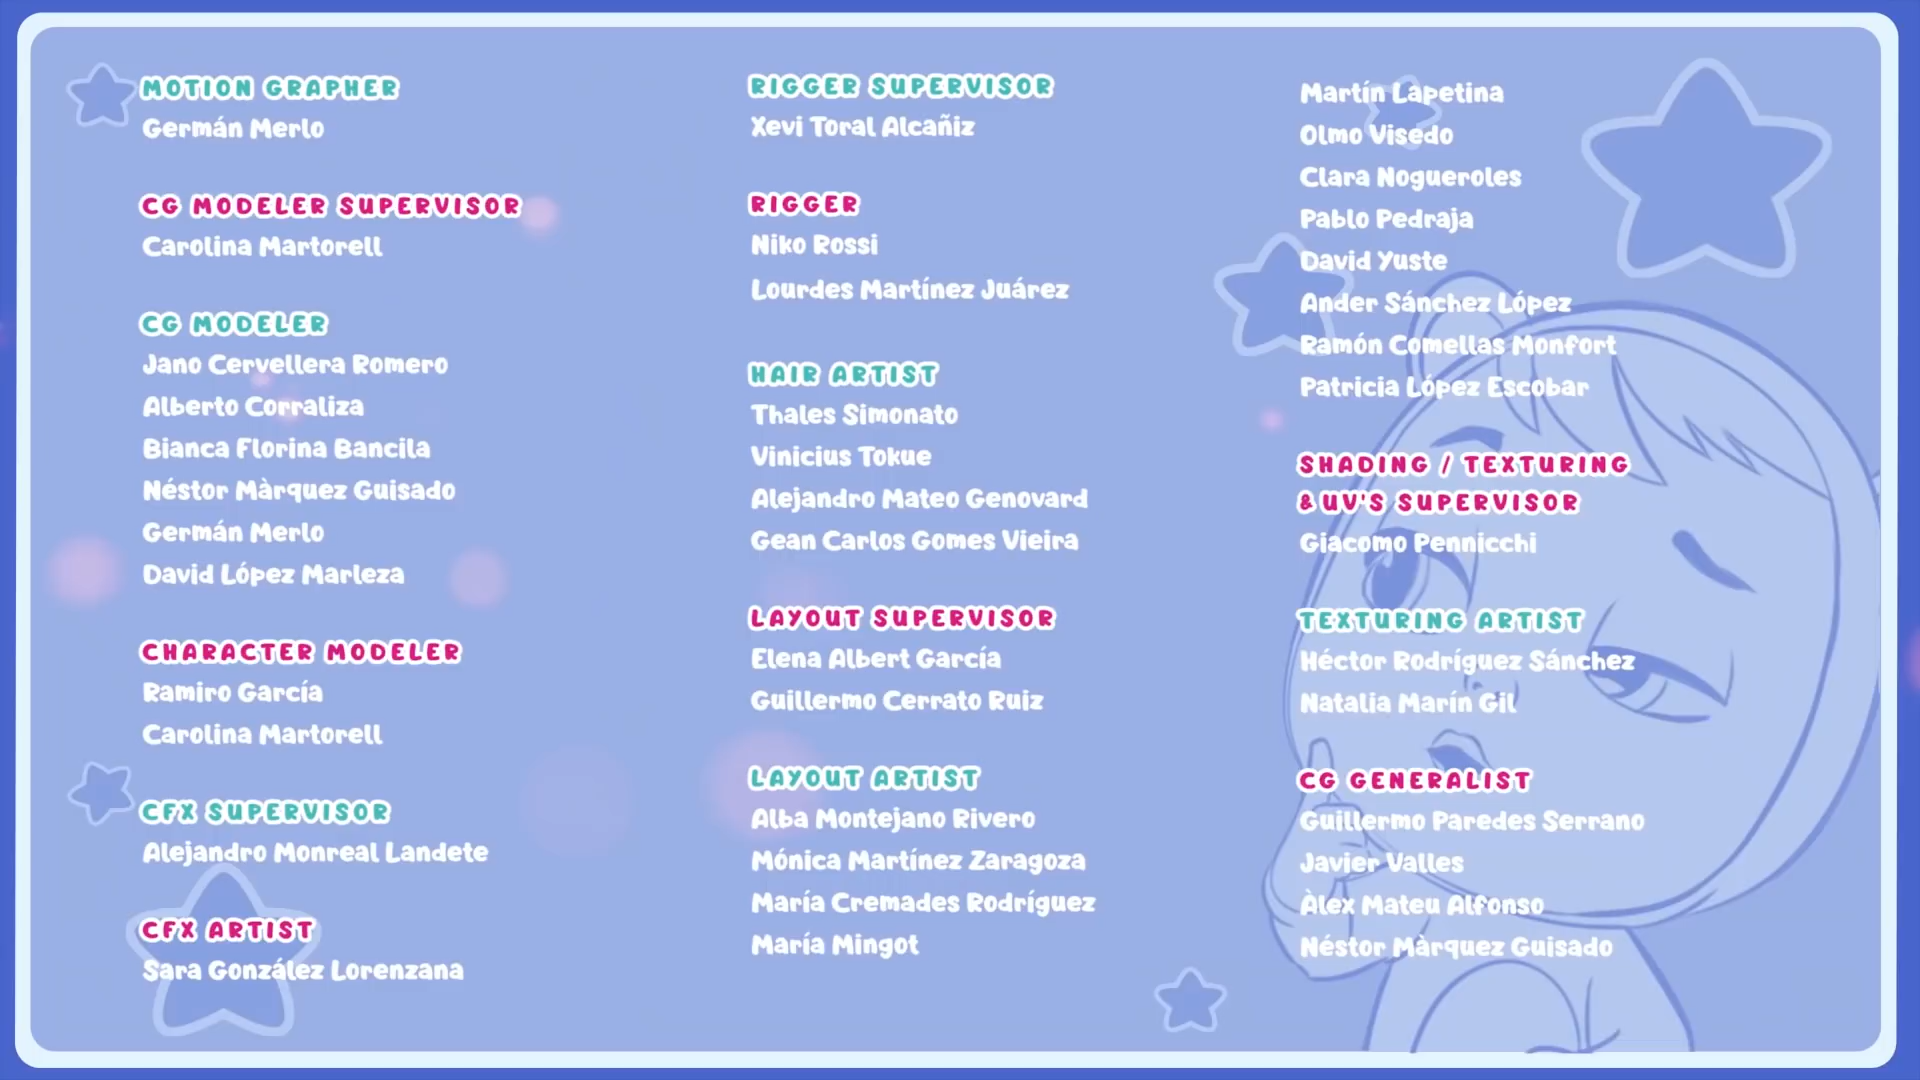 MOTION GRAPHER
Germán Merlo
CG MODELER SUPERVISOR
Carolina Martorell
CG MODELER
Jano Cervellera Romero
Alberto Corraliza
Bianca Florina Bancila
Néstor Màrquez Guisado
Germán Merlo
David López Marleza
CHARACTER MODELER
Ramiro García
Carolina Martorell
CFX SUPERVISOR
Alejandro Monreal Landete
CFX ARTIST
Sara González Lorenzana
RIGGER SUPERVISOR
Xevi Toral Alcañiz
RIGGER
Niko Rossi
Lourdes Martínez Juárez
HAIR ARTIST
Thales Simonato
Vinicius Tokue
Alejandro Mateo Genovard
Gean Carlos Gomes Vieira
LAYOUT SUPERVISOR
Elena Albert García
Guillermo Cerrato Ruiz
LAYOUT ARTIST
Alba Montejano Rivero
Mónica Martínez Zaragoza
María Cremades Rodríguez
María Mingot
Martín Lapetina
Olmo Visedo
Clara Nogueroles
Pablo Pedraja
David Yuste
Ander Sánchez López
Ramón Comellas Monfort
Patricia López Escobar
SHADING / TEXTURING
& UV'S SUPERVISOR
Giacomo Pennicchi
TEXTURING ARTIST
Héctor Rodríguez Sánchez
Natalia Marín Gil
CG GENERALIST
Guillermo Paredes Serrano
Javier Valles
Àlex Mateu Alfonso
Néstor Màrquez Guisado